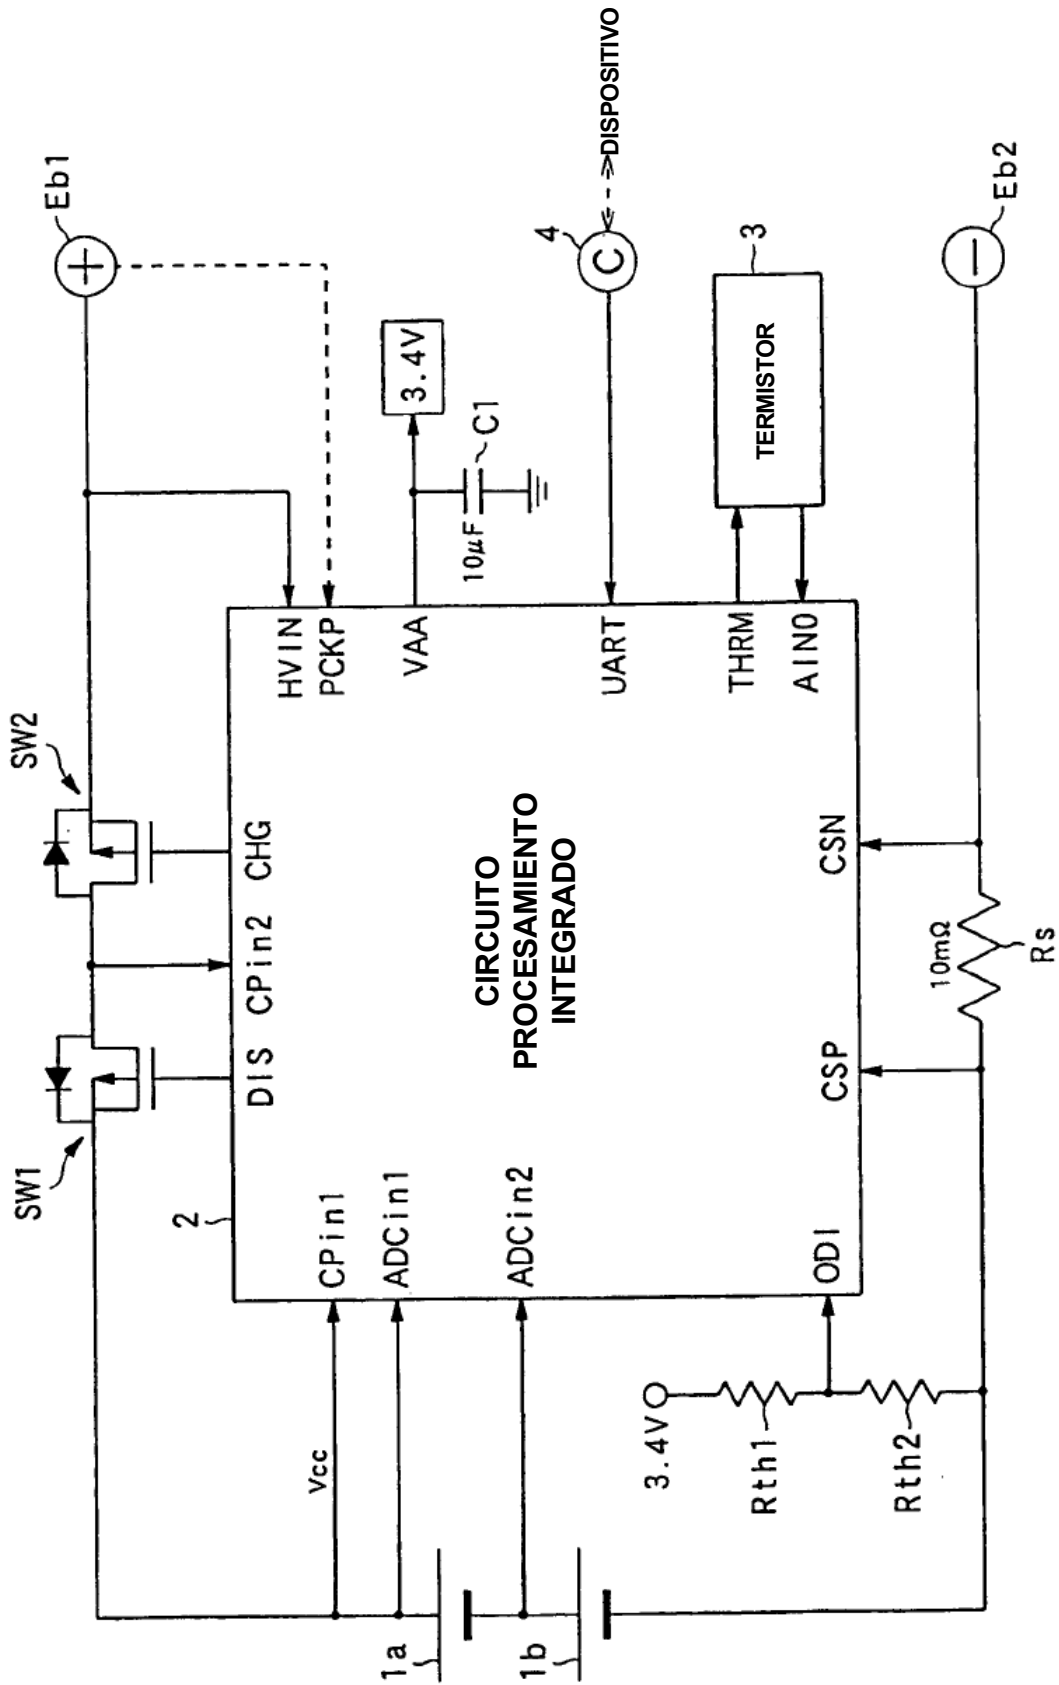 SW1
SW2
Eb1
2
DIS
CPin2
CHG
Vcc
CPin1
HVIN
PCKP
ADCin1
VAA
3.4V
10μF
C1
1a
ADCin2
CIRCUITO
PROCESAMIENTO
INTEGRADO
UART
4
C
DISPOSITIVO
1b
3.4V
Rth1
Rth2
ODI
THRM
AIN0
TERMISTOR
3
CSP
CSN
10mΩ
Rs
Eb2